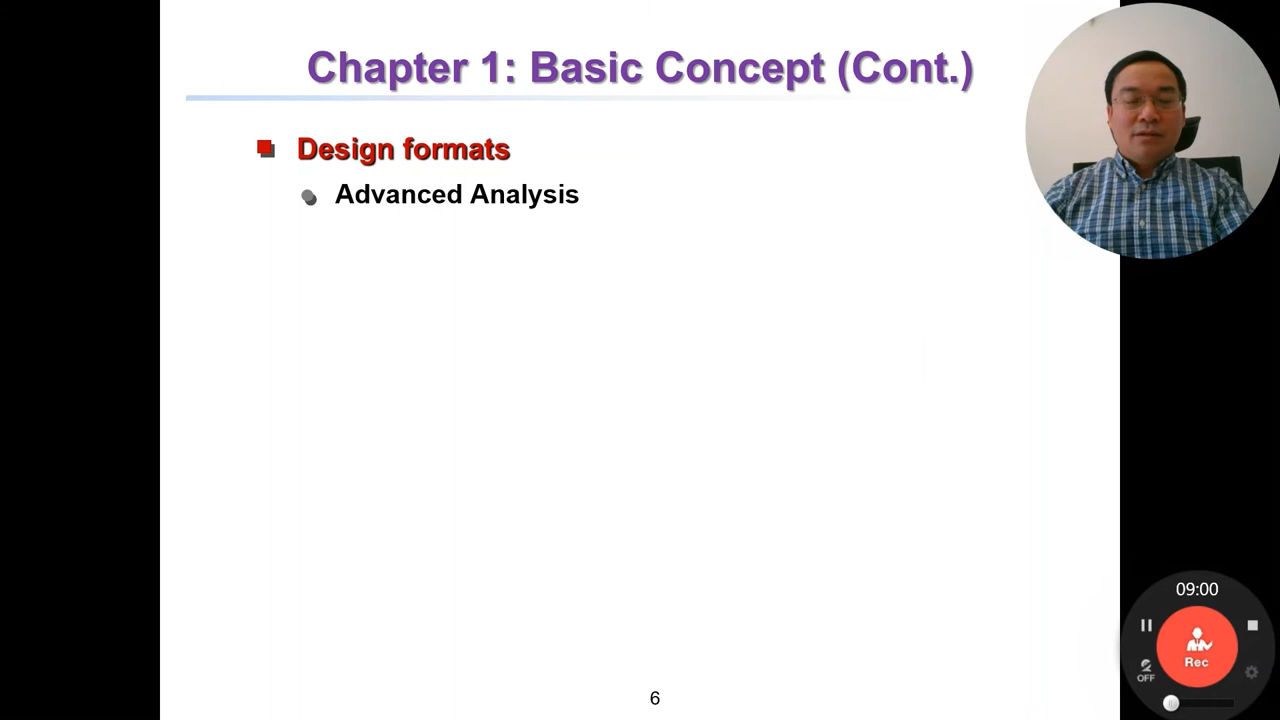 Chapter 1: Basic Concept (Cont.)
Design formats
Advanced Analysis
09:00
Rec
OFF
6